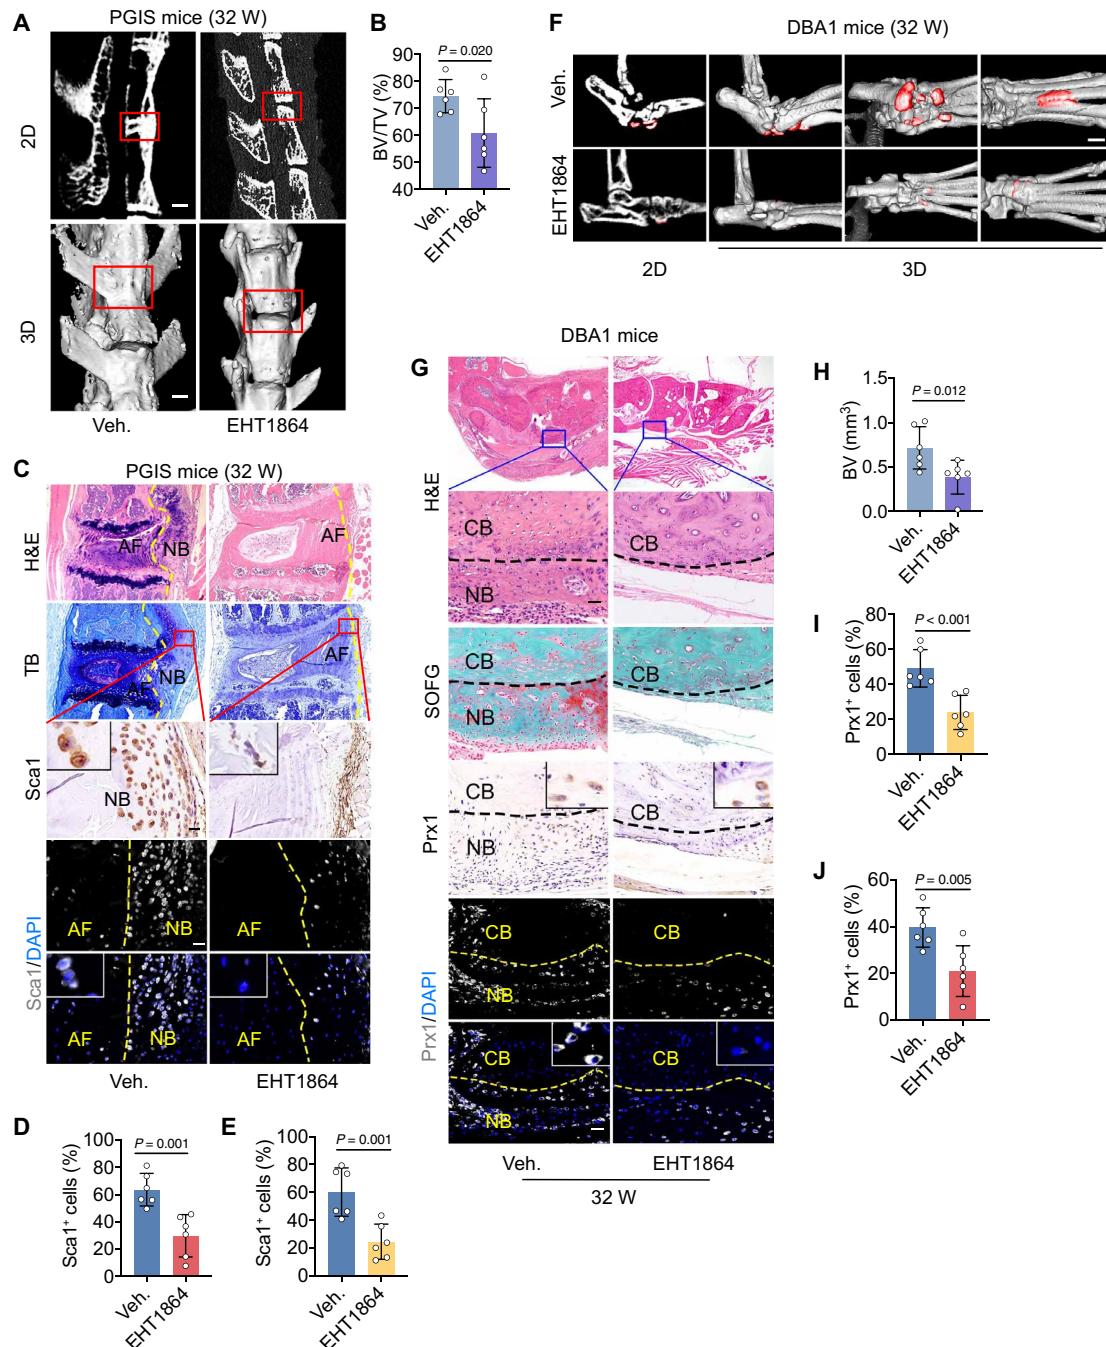 A
PGIS mice (32 W)
2D
3D
Veh.
EHT1864
B
P = 0.020
BV/TV (%)
90
80
70
60
50
40
Veh.
EHT1864
F
DBA1 mice (32 W)
Veh.
EHT1864
2D
3D
C
PGIS mice (32 W)
H&E
AF
NB
AF
TB
AF
NB
AF
Sca1
NB
Sca1/DAPI
AF
NB
AF
AF
NB
AF
Veh.
EHT1864
D
P = 0.001
Sca1+ cells (%)
100
80
60
40
20
0
Veh.
EHT1864
E
P = 0.001
Sca1+ cells (%)
100
80
60
40
20
0
Veh.
EHT1864
G
DBA1 mice
H&E
CB
NB
CB
SOFG
CB
NB
CB
Prx1
CB
NB
CB
Prx1/DAPI
CB
NB
CB
CB
NB
CB
Veh.
EHT1864
32 W
H
P = 0.012
BV (mm3)
1.5
1.0
0.5
0.0
Veh.
EHT1864
I
P < 0.001
Prx1+ cells (%)
80
60
40
20
0
Veh.
EHT1864
J
P = 0.005
Prx1+ cells (%)
60
40
20
0
Veh.
EHT1864